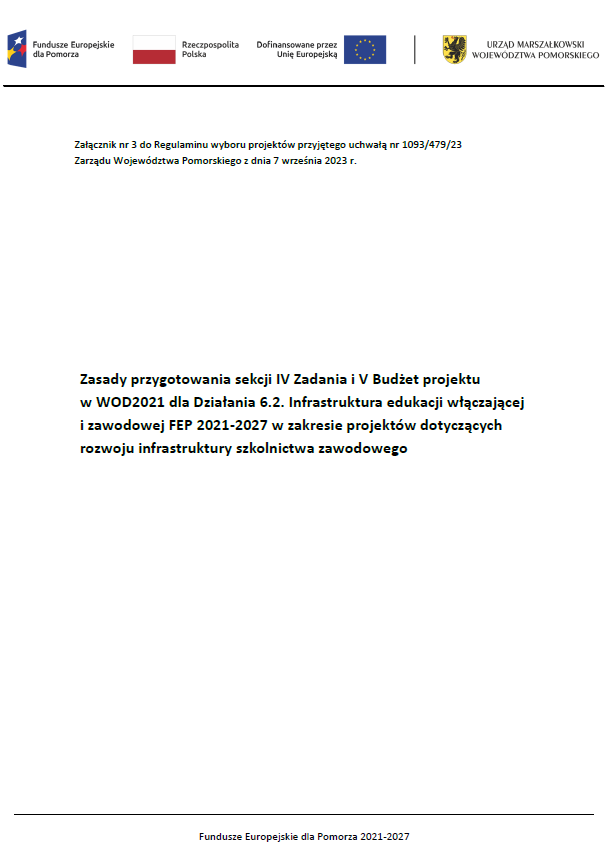 Fundusze Europejskie
dla Pomorza
Rzeczpospolita
Polska
Dofinansowane przez
Unię Europejską
URZĄD MARSZAŁKOWSKI
WOJEWÓDZTWA POMORSKIEGO
Załącznik nr 3 do Regulaminu wyboru projektów przyjętego uchwałą nr 1093/479/23
Zarządu Województwa Pomorskiego z dnia 7 września 2023 r.
Zasady przygotowania sekcji IV Zadania i V Budżet projektu
w WOD2021 dla Działania 6.2. Infrastruktura edukacji włączającej
i zawodowej FEP 2021-2027 w zakresie projektów dotyczących
rozwoju infrastruktury szkolnictwa zawodowego
Fundusze Europejskie dla Pomorza 2021-2027